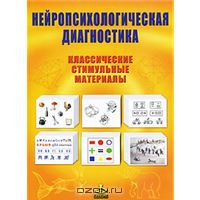 НЕЙРОПСИХОЛОГИЧЕСКАЯ
ДИАГНОСТИКА
КЛАССИЧЕСКИЕ
СТИМУЛЬНЫЕ
МАТЕРИАЛЫ
ozon.ru